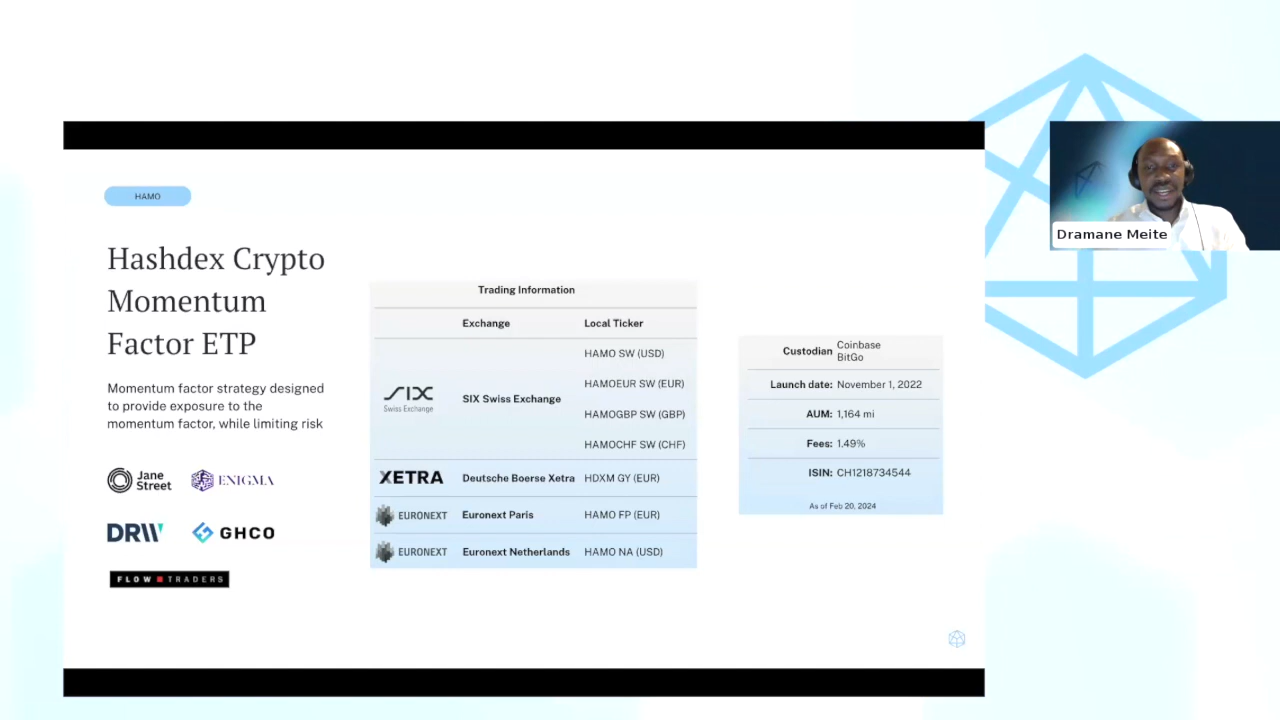 HAMO
Hashdex Crypto
Momentum
Factor ETP
Momentum factor strategy designed
to provide exposure to the
momentum factor, while limiting risk
Jane
Street
ENIGMA
DRW
GHCO
FLOW TRADERS
Trading Information
Exchange
Local Ticker
SIX
Swiss Exchange
SIX Swiss Exchange
HAMO SW (USD)
HAMOEUR SW (EUR)
HAMOGBP SW (GBP)
HAMOCHF SW (CHF)
XETRA
Deutsche Boerse Xetra
HDXM GY (EUR)
EURONEXT
Euronext Paris
HAMO FP (EUR)
EURONEXT
Euronext Netherlands
HAMO NA (USD)
Custodian
Coinbase
BitGo
Launch date: November 1, 2022
AUM: 1,164 mi
Fees: 1.49%
ISIN: CH1218734544
As of Feb 20, 2024
Dramane Meite